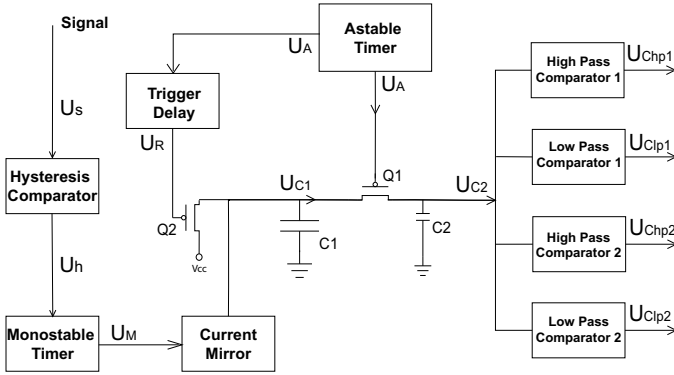 Signal
Us
Hysteresis
Comparator
Uh
Monostable
Timer
UM
Current
Mirror
UA
Trigger
Delay
UR
Q2
Vcc
UC1
C1
Astable
Timer
UA
Q1
UC2
C2
High Pass
Comparator 1
UChp1
Low Pass
Comparator 1
UClp1
High Pass
Comparator 2
UChp2
Low Pass
Comparator 2
UClp2